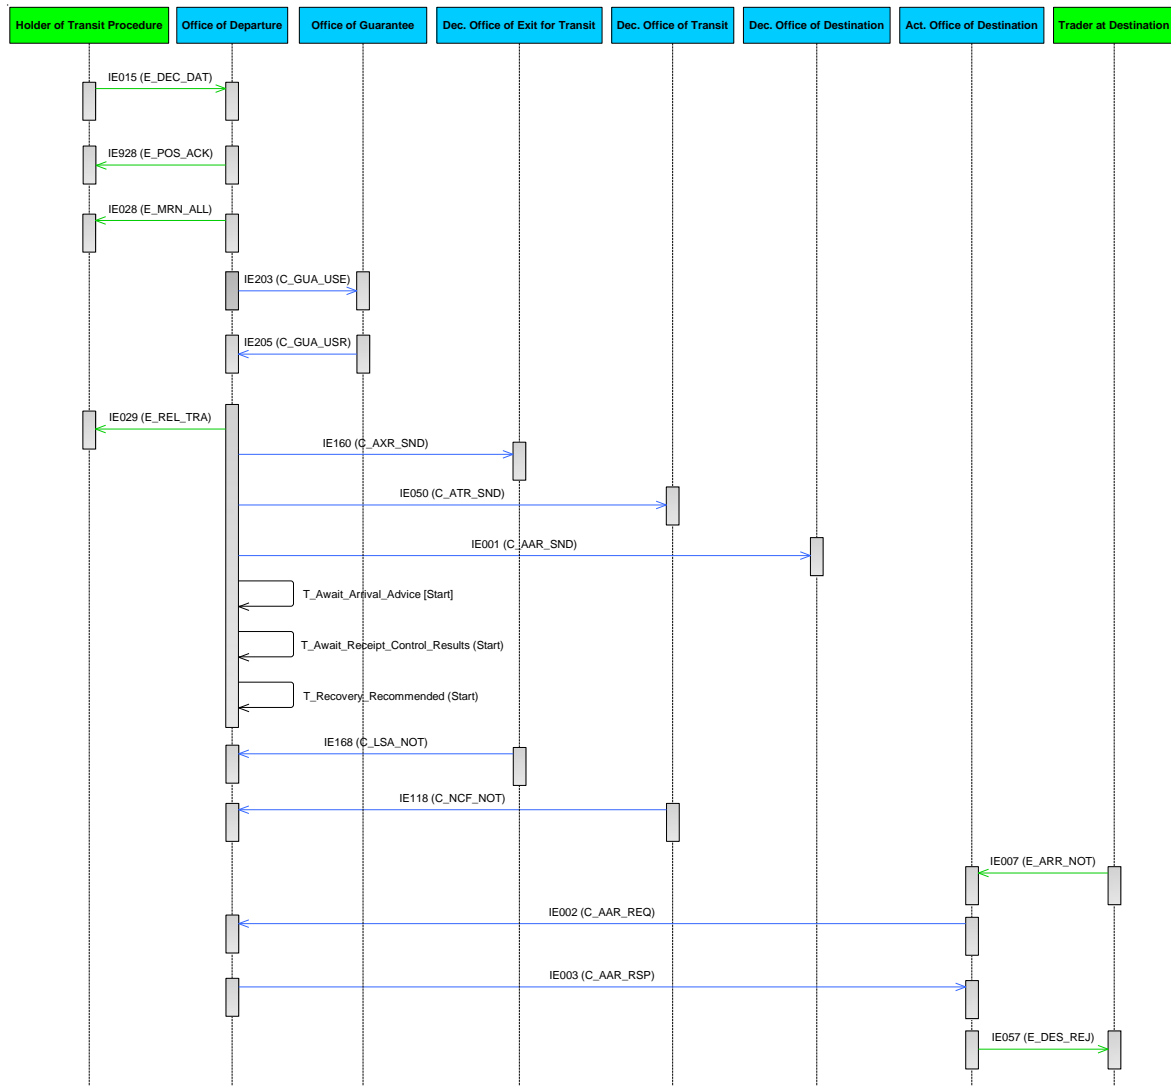 Holder of Transit Procedure
Office of Departure
Office of Guarantee
Dec. Office of Exit for Transit
Dec. Office of Transit
Dec. Office of Destination
Act. Office of Destination
Trader at Destination
IE015 (E_DEC_DAT)
IE928 (E_POS_ACK)
IE028 (E_MRN_ALL)
IE203 (C_GUA_USE)
IE205 (C_GUA_USR)
IE029 (E_REL_TRA)
IE160 (C_AXR_SND)
IE050 (C_ATR_SND)
IE001 (C_AAR_SND)
T_Await_Arrival_Advice [Start]
T_Await_Receipt_Control_Results (Start)
T_Recovery_Recommended (Start)
IE168 (C_LSA_NOT)
IE118 (C_NCF_NOT)
IE007 (E_ARR_NOT)
IE002 (C_AAR_REQ)
IE003 (C_AAR_RSP)
IE057 (E_DES_REJ)